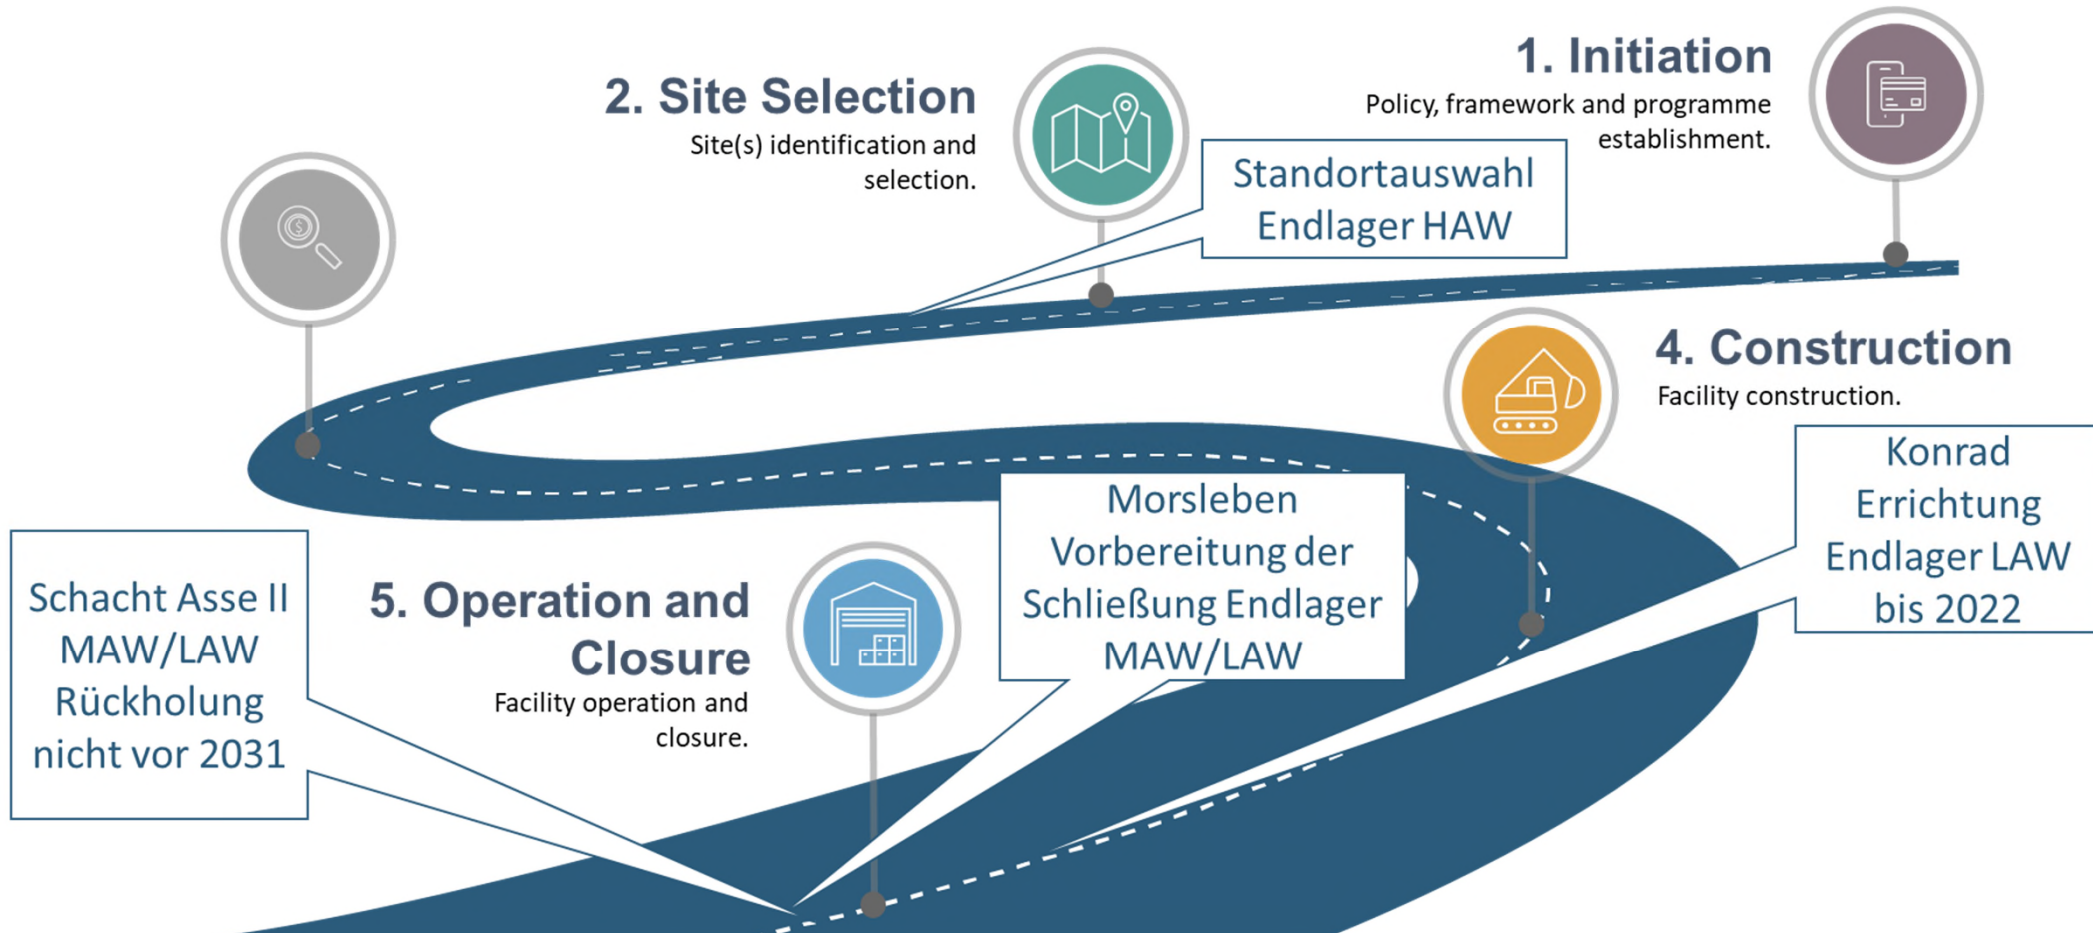 1. Initiation
Policy, framework and programme
establishment.
2. Site Selection
Site(s) identification and
selection.
Standortauswahl
Endlager HAW
4. Construction
Facility construction.
Konrad
Errichtung
Endlager LAW
bis 2022
Morsleben
Vorbereitung der
Schließung Endlager
MAW/LAW
5. Operation and
Closure
Facility operation and
closure.
Schacht Asse II
MAW/LAW
Rückholung
nicht vor 2031